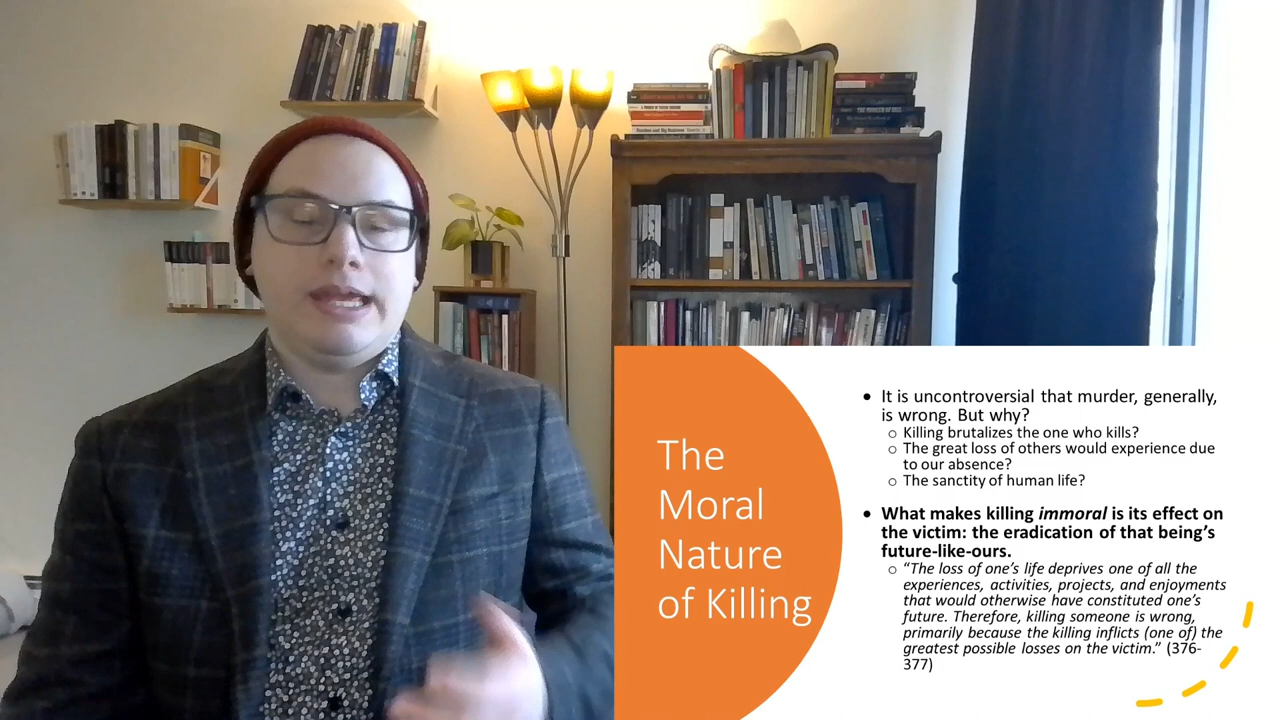 The
Moral
Nature
of Killing
• It is uncontroversial that murder, generally,
is wrong. But why?
o Killing brutalizes the one who kills?
o The great loss of others would experience due
to our absence?
o The sanctity of human life?
• What makes killing immoral is its effect on
the victim: the eradication of that being’s
future-like-ours.
o “The loss of one’s life deprives one of all the
experiences, activities, projects, and enjoyments
that would otherwise have constituted one’s
future. Therefore, killing someone is wrong,
primarily because the killing inflicts (one of) the
greatest possible losses on the victim.” (376-
377)